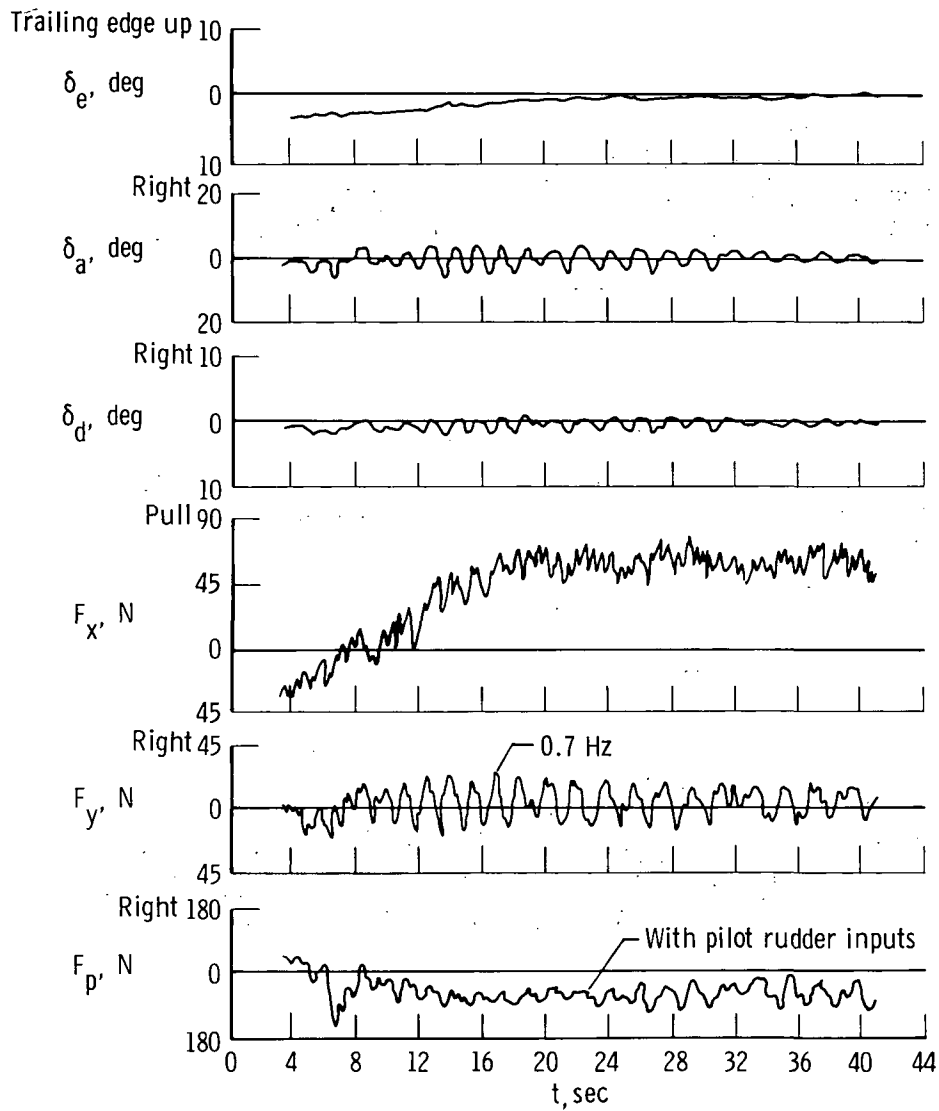 Trailing edge up 10
δe, deg
0
10
Right 20
δa, deg
0
20
Right 10
δd, deg
0
10
Pull 90
45
Fx, N
0
45
Right 45
0.7 Hz
Fy, N
0
45
Right 180
With pilot rudder inputs
Fp, N
0
180
0 4 8 12 16 20 24 28 32 36 40 44
t, sec